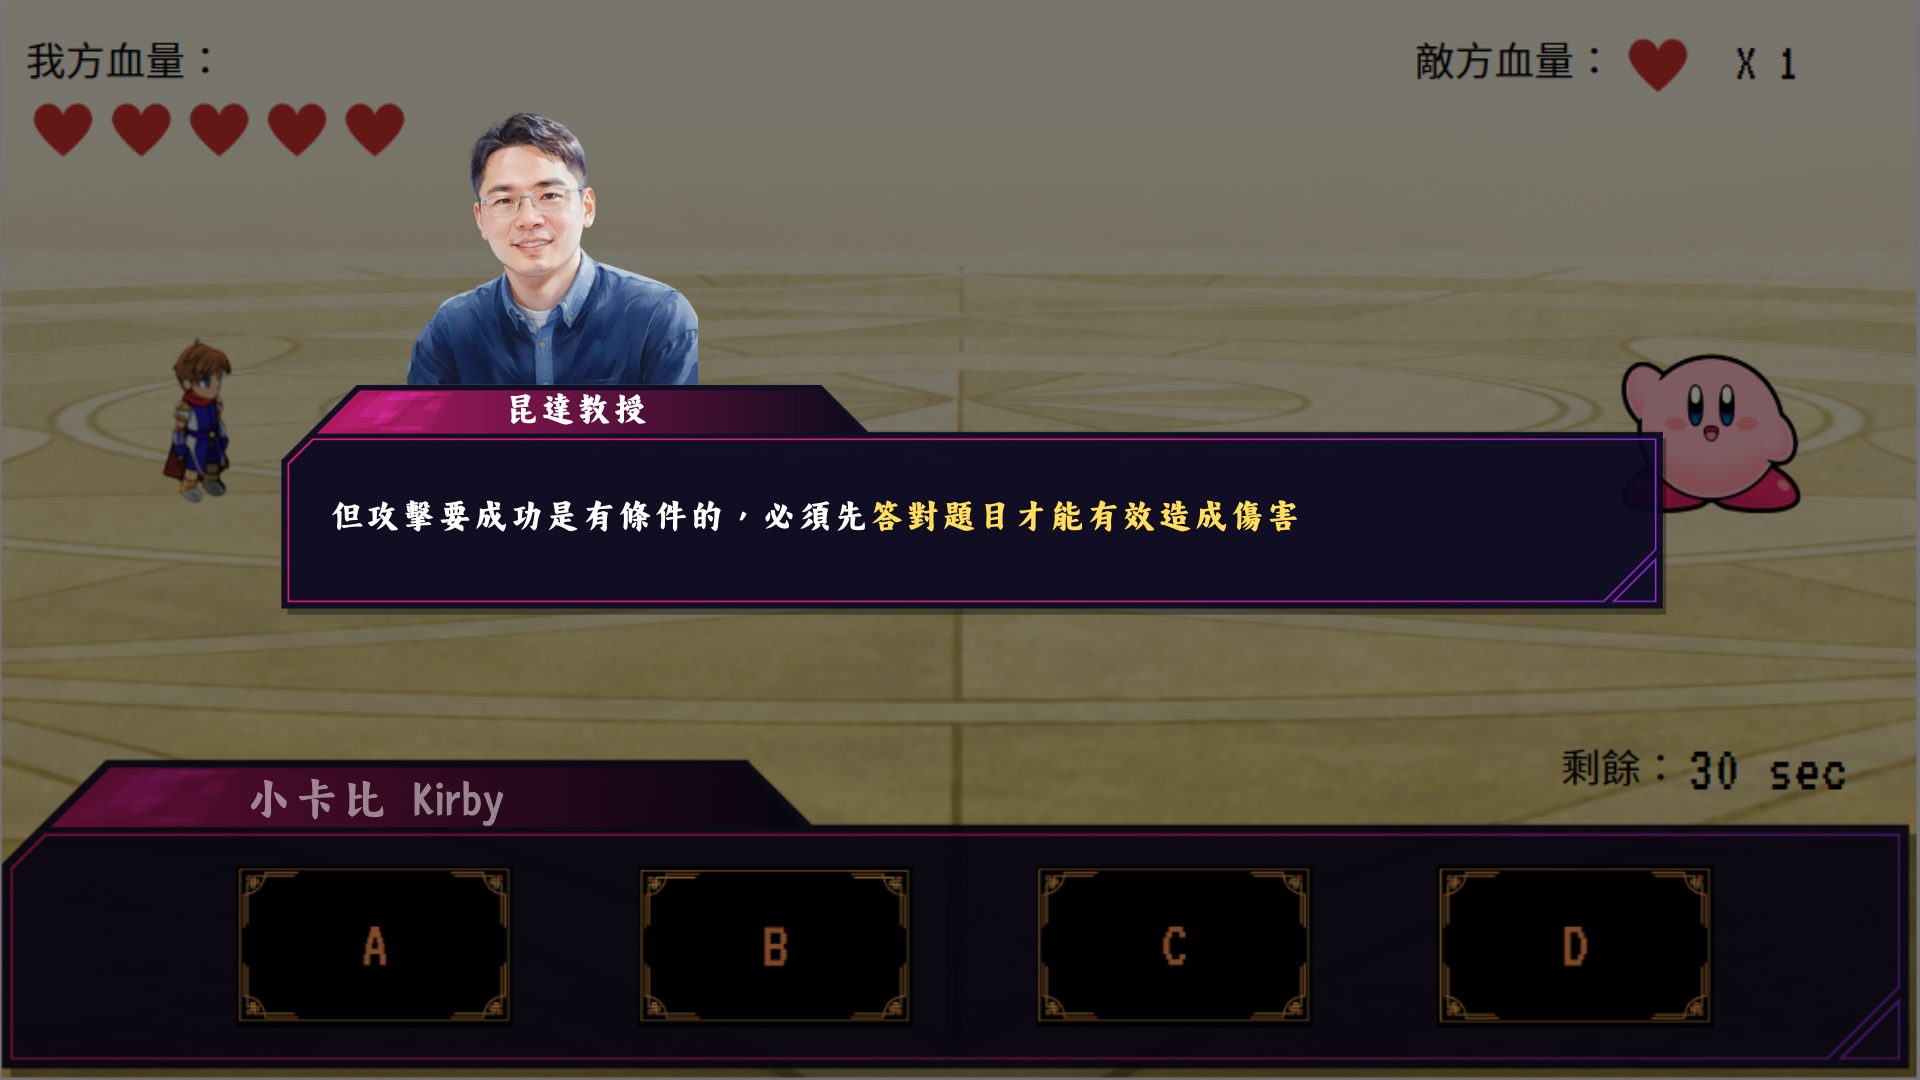 我方血量：
敵方血量： X 1
昆達教授
但攻擊要成功是有條件的，必須先答對題目才能有效造成傷害
剩餘：30 sec
小卡比 Kirby
A
B
C
D